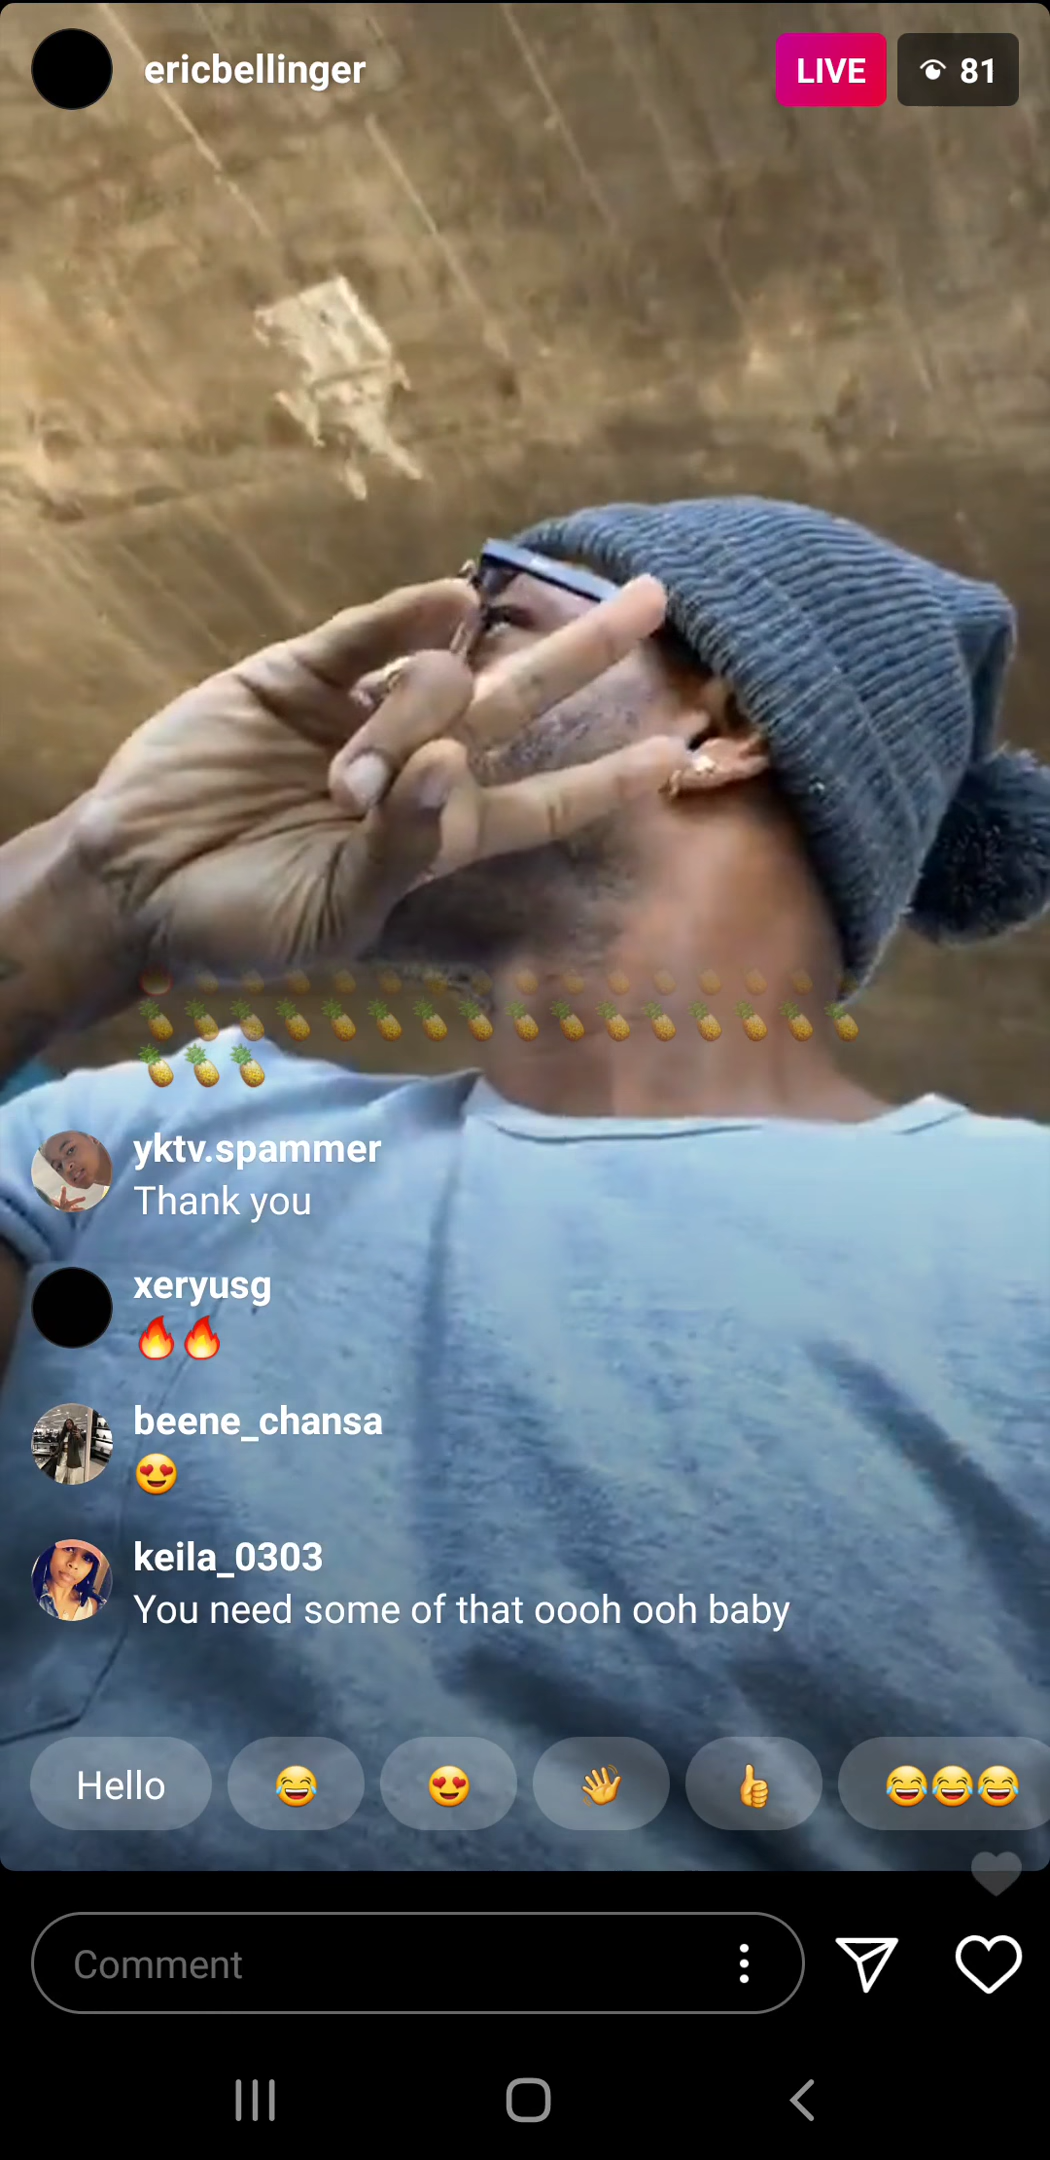 ericbellinger
LIVE
81
🔥🍍🍍🍍🍍🍍🍍🍍🍍🍍🍍🍍🍍🍍🍍
🍍🍍🍍🍍🍍🍍🍍🍍🍍🍍🍍🍍🍍🍍🍍🍍
🍍🍍🍍
yktv.spammer
Thank you
xeryusg
🔥🔥
beene_chansa
😍
keila_0303
You need some of that oooh ooh baby
Hello 😂 😍 👋 👍 😂😂😂
Comment